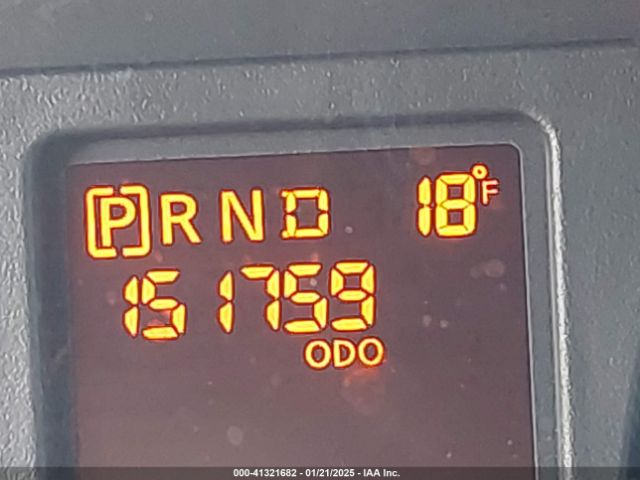 [P] R N D 18°F
151759
ODO
000-41321682 - 01/21/2025 - IAA Inc.